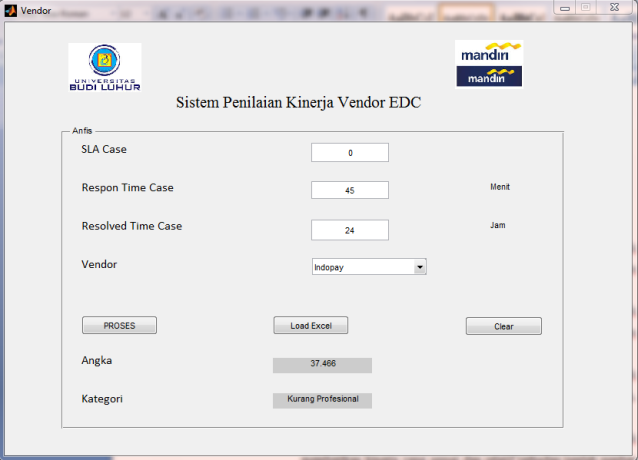 Vendor
UNIVERSITAS
BUDI LUHUR
mandiri
mandiri
Sistem Penilaian Kinerja Vendor EDC
Anfis
SLA Case
0
Respon Time Case
45
Menit
Resolved Time Case
24
Jam
Vendor
Indopay
PROSES
Load Excel
Clear
Angka
37.466
Kategori
Kurang Profesional